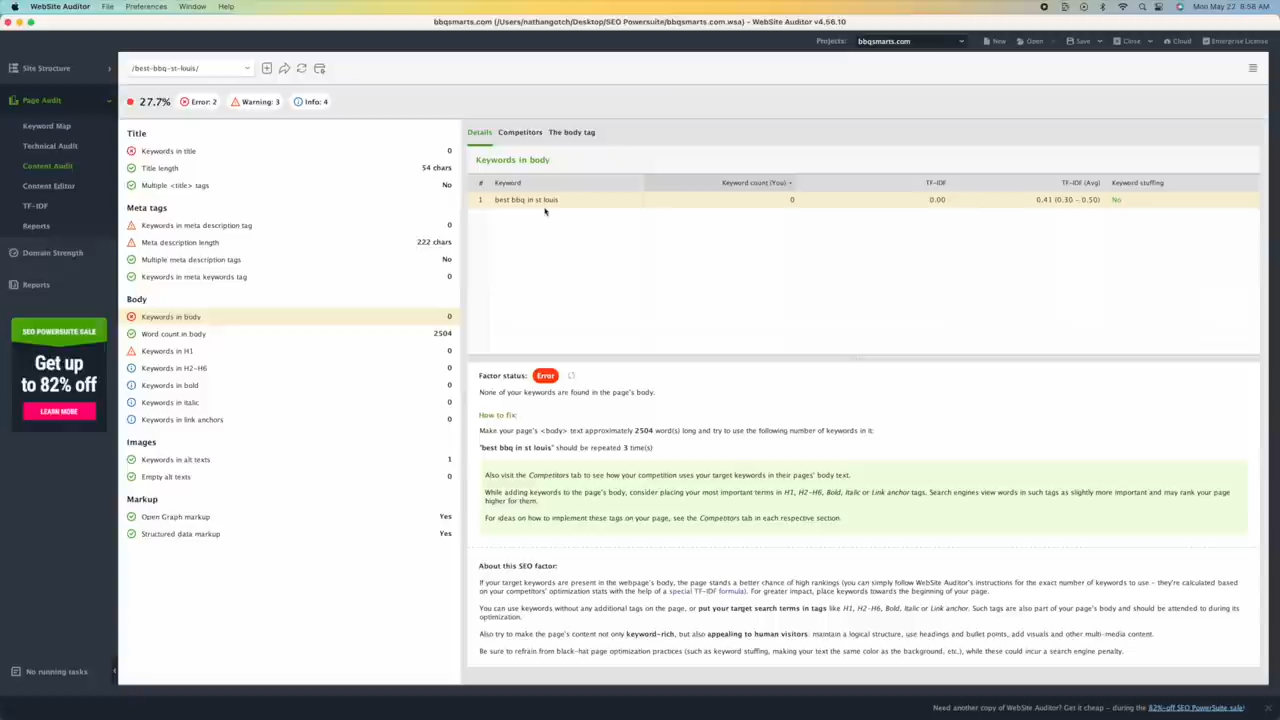 WebSite Auditor File Preferences Window Help Mon May 22 8:58 AM
bbqsmarts.com (/Users/nathangotch/Desktop/SEO Powersuite/bbqsmarts.com.wsa) - WebSite Auditor v4.56.10
Projects: bbqsmarts.com New Open Save Close Cloud Enterprise License
Site Structure
Page Audit
Keyword Map
Technical Audit
Content Audit
Content Editor
TF-IDF
Reports
Domain Strength
Reports
SEO POWERSUITE SALE
Get up
to 82% off
LEARN MORE
No running tasks
/best-bbq-st-louis/
27.7% Error: 2 Warning: 3 Info: 4
Title
Keywords in title 0
Title length 54 chars
Multiple <title> tags No
Meta tags
Keywords in meta description tag 0
Meta description length 222 chars
Multiple meta description tags No
Keywords in meta keywords tag 0
Body
Keywords in body 0
Word count in body 2504
Keywords in H1 0
Keywords in H2-H6 0
Keywords in bold 0
Keywords in italic 0
Keywords in link anchors 0
Images
Keywords in alt texts 1
Empty alt texts 0
Markup
Open Graph markup Yes
Structured data markup Yes
Details Competitors The body tag
Keywords in body
# Keyword Keyword count (You) TF-IDF TF-IDF (Avg) Keyword stuffing
1 best bbq in st louis 0 0.00 0.41 (0.30 - 0.50) No
Factor status: Error
None of your keywords are found in the page's body.
How to fix:
Make your page's <body> text approximately 2504 word(s) long and try to use the following number of keywords in it:
"best bbq in st louis" should be repeated 3 time(s)
Also visit the Competitors tab to see how your competition uses your target keywords in their pages' body text.
While adding keywords to the page's body, consider placing your most important terms in H1, H2-H6, Bold, Italic or Link anchor tags. Search engines view words in such tags as slightly more important and may rank your page
higher for them.
For ideas on how to implement these tags on your page, see the Competitors tab in each respective section.
About this SEO factor:
If your target keywords are present in the webpage's body, the page stands a better chance of high rankings (you can simply follow WebSite Auditor's instructions for the exact number of keywords to use - they're calculated based
on your competitors' optimization stats with the help of a special TF-IDF formula). For greater impact, place keywords towards the beginning of your page.
You can use keywords without any additional tags on the page, or put your target search terms in tags like H1, H2-H6, Bold, Italic or Link anchor. Such tags are also part of your page's body and should be attended to during its
optimization.
Also try to make the page's content not only keyword-rich, but also appealing to human visitors: maintain a logical structure, use headings and bullet points, add visuals and other multi-media content.
Be sure to refrain from black-hat page optimization practices (such as keyword stuffing, making your text the same color as the background, etc.), while these could incur a search engine penalty.
Need another copy of WebSite Auditor? Get it cheap - during the 82%-off SEO PowerSuite sale!